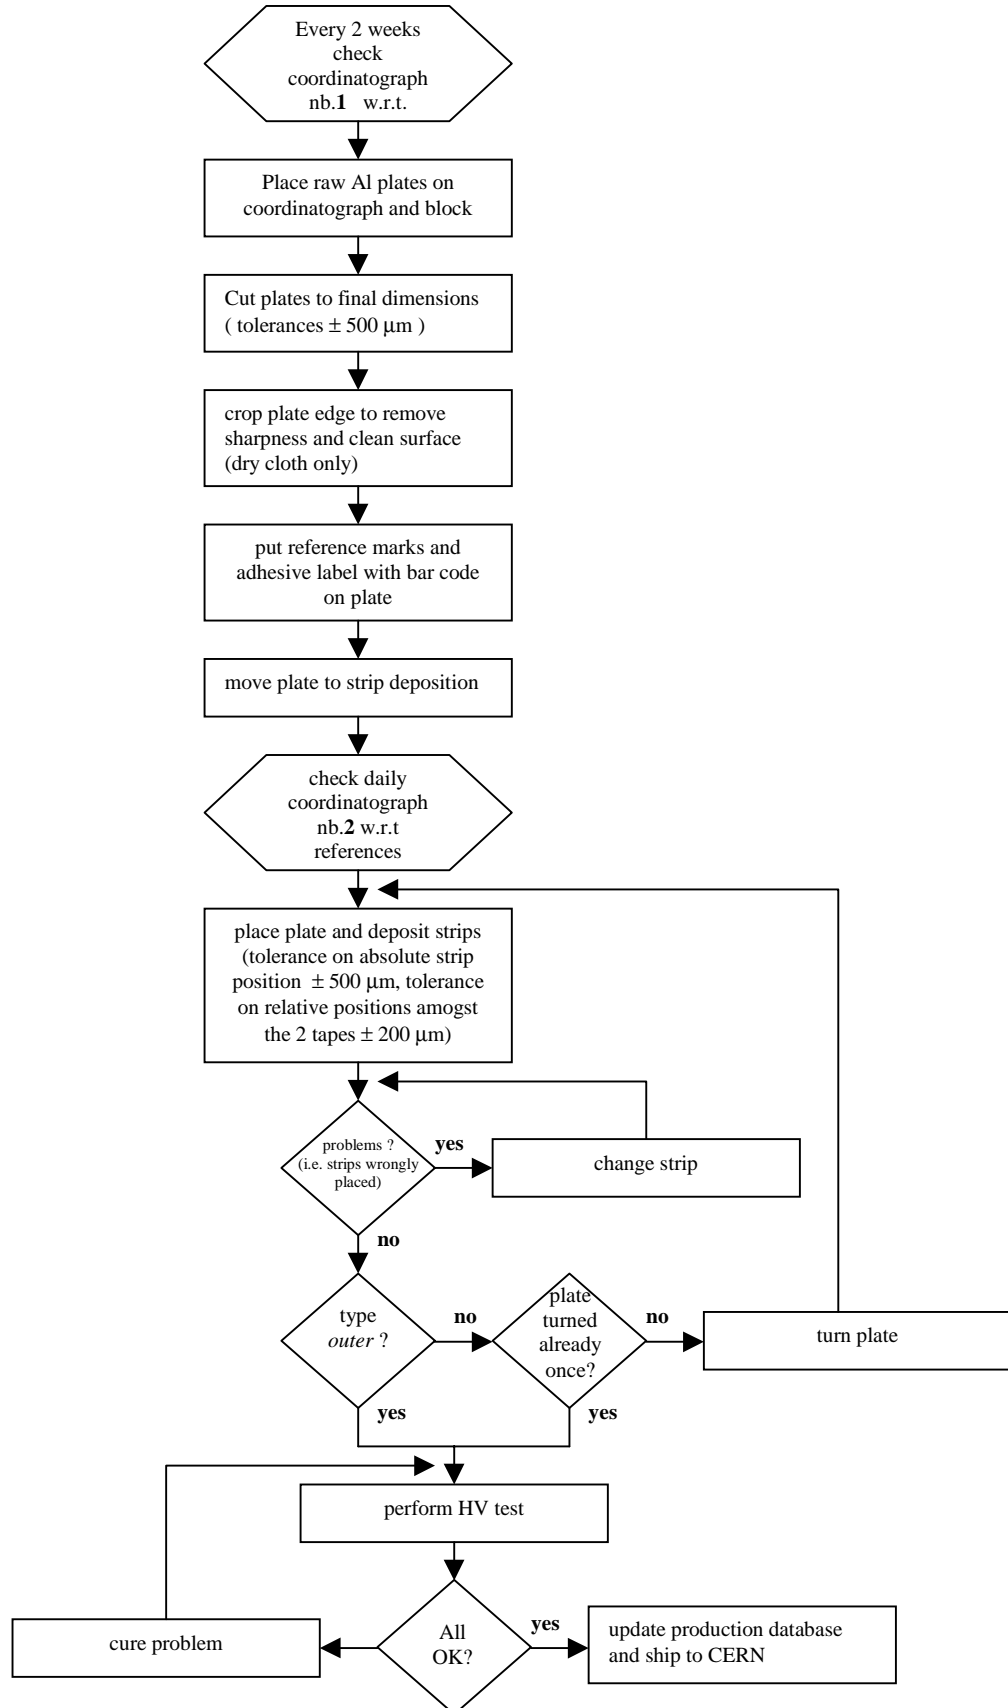 Every 2 weeks
check
coordinatograph
nb.1 w.r.t.
Place raw Al plates on
coordinatograph and block
Cut plates to final dimensions
( tolerances ± 500 μm )
crop plate edge to remove
sharpness and clean surface
(dry cloth only)
put reference marks and
adhesive label with bar code
on plate
move plate to strip deposition
check daily
coordinatograph
nb.2 w.r.t
references
place plate and deposit strips
(tolerance on absolute strip
position ± 500 μm, tolerance
on relative positions amogst
the 2 tapes ± 200 μm)
problems ?
(i.e. strips wrongly
placed)
yes
change strip
no
type
outer ?
no
plate
turned
already
once?
no
turn plate
yes
yes
perform HV test
All
OK?
yes
update production database
and ship to CERN
cure problem